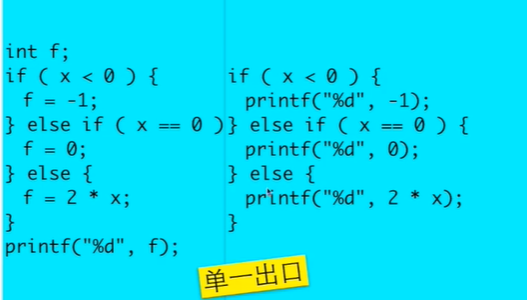 int f;
if ( x < 0 ) {
  f = -1;
} else if ( x == 0 )
  f = 0;
} else {
  f = 2 * x;
}
printf("%d", f);
if ( x < 0 ) {
  printf("%d", -1);
} else if ( x == 0 ) {
  printf("%d", 0);
} else {
  printf("%d", 2 * x);
}
单一出口